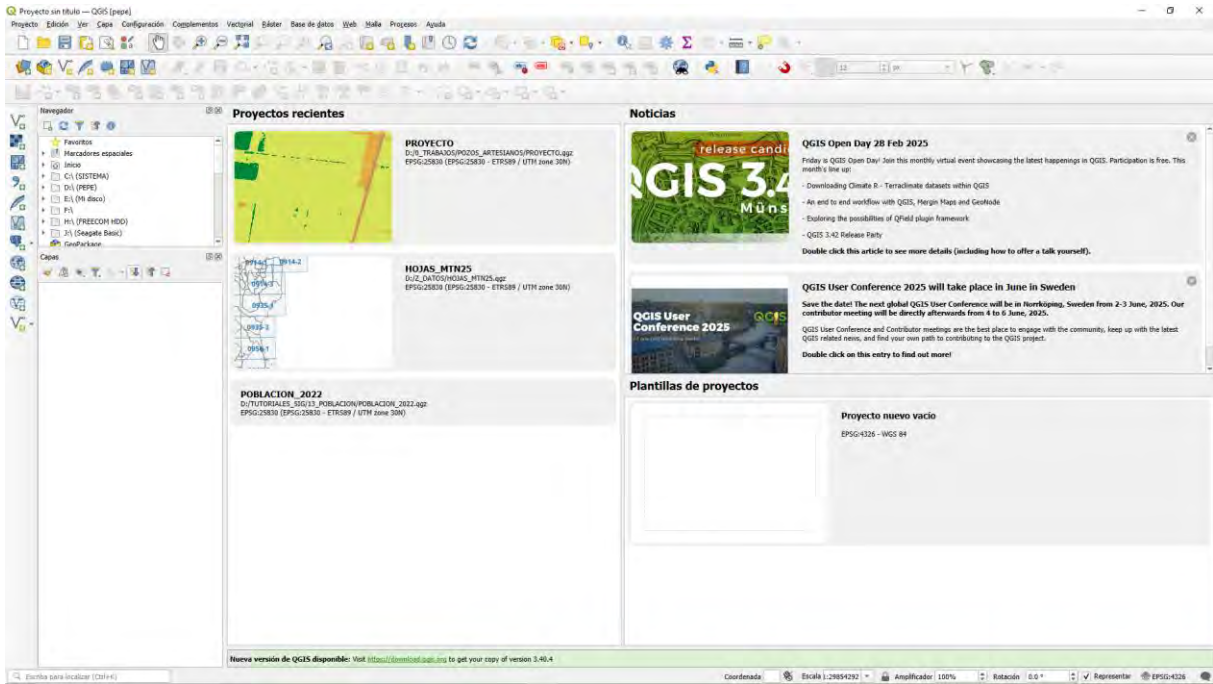 Proyecto sin título — QGIS [pepe]
Proyecto Edición Ver Capa Configuración Complementos Vectorial Ráster Base de datos Web Malla Procesos Ayuda
Navegador
Favoritos
Marcadores espaciales
Inicio
C:\ (SISTEMA)
D:\ (PEPE)
E:\ (Mi disco)
F:\
H:\ (FREECOM HDD)
J:\ (Seagate Basic)
GeoPackage
Capas
Proyectos recientes
PROYECTO
D:/0_TRABAJOS/POZOS_ARTESIANOS/PROYECTO.qgz
EPSG:25830 (EPSG:25830 - ETRS89 / UTM zone 30N)
0914-2
0935-3
0956-1
HOJAS_MTN25
D:/Z_DATOS/HOJAS_MTN25.qgz
EPSG:25830 (EPSG:25830 - ETRS89 / UTM zone 30N)
POBLACION_2022
D:/TUTORIALES_SIG/13_POBLACION/POBLACION_2022.qgz
EPSG:25830 (EPSG:25830 - ETRS89 / UTM zone 30N)
Noticias
release candi
QGIS 3.4
Müns
QGIS Open Day 28 Feb 2025
Friday is QGIS Open Day! Join this monthly virtual event showcasing the latest happenings in QGIS. Participation is free. This
month's line up:
- Downloading Climate R - Terraclimate datasets within QGIS
- An end to end workflow with QGIS, Mergin Maps and GeoNode
- Exploring the possibilities of QField plugin framework
- QGIS 3.42 Release Party
Double click this article to see more details (including how to offer a talk yourself).
QGIS User
Conference 2025
QGIS
QGIS User Conference 2025 will take place in June in Sweden
Save the date! The next global QGIS User Conference will be in Norrköping, Sweden from 2-3 June, 2025. Our
contributor meeting will be directly afterwards from 4 to 6 June, 2025.
QGIS User Conference and Contributor meetings are the best place to engage with the community, keep up with the latest
QGIS related news, and find your own path to contributing to the QGIS project.
Double click on this entry to find out more!
Plantillas de proyectos
Proyecto nuevo vacío
EPSG:4326 - WGS 84
Nueva versión de QGIS disponible: Visit https://download.qgis.org to get your copy of version 3.40.4
Escriba para localizar (Ctrl+K)
Coordenada Escala 1:29854292 Amplificador 100% Rotación 0.0 ° Representar EPSG:4326